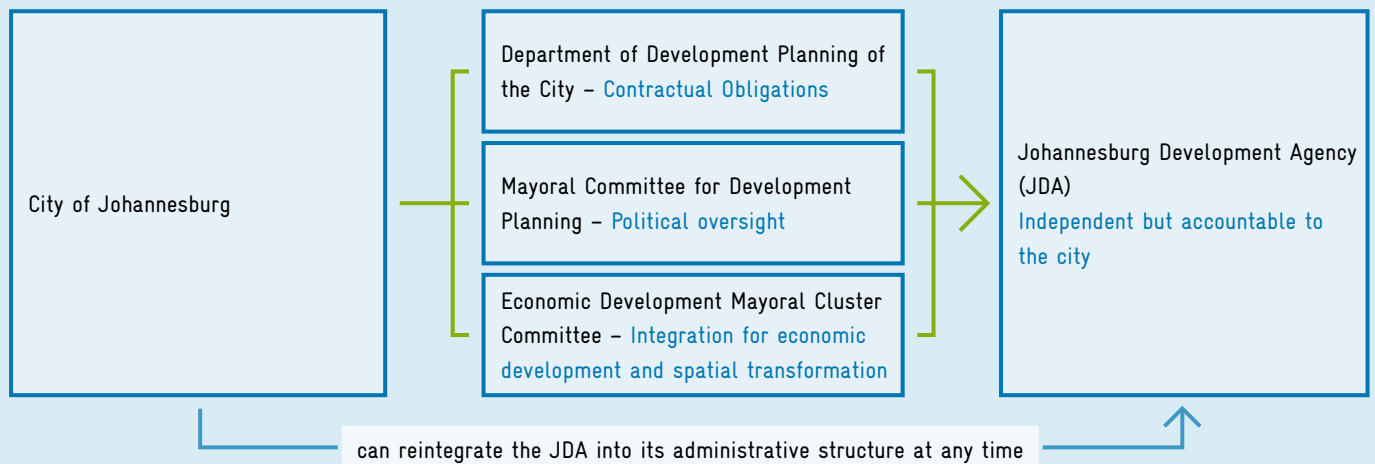 City of Johannesburg
Department of Development Planning of
the City – Contractual Obligations
Mayoral Committee for Development
Planning – Political oversight
Economic Development Mayoral Cluster
Committee – Integration for economic
development and spatial transformation
Johannesburg Development Agency
(JDA)
Independent but accountable to
the city
can reintegrate the JDA into its administrative structure at any time